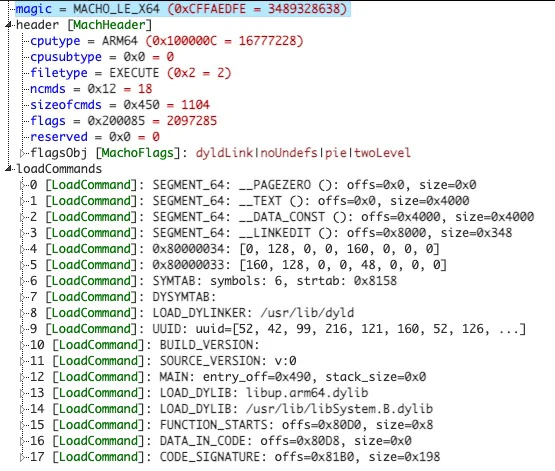 magic = MACHO_LE_X64 (0xCFFAEDFE = 3489328638)
header [MachHeader]
cputype = ARM64 (0x100000C = 16777228)
cpusubtype = 0x0 = 0
filetype = EXECUTE (0x2 = 2)
ncmds = 0x12 = 18
sizeofcmds = 0x450 = 1104
flags = 0x200085 = 2097285
reserved = 0x0 = 0
flagsObj [MachoFlags]: dyldLink|noUndefs|pie|twoLevel
loadCommands
0 [LoadCommand]: SEGMENT_64: __PAGEZERO (): offs=0x0, size=0x0
1 [LoadCommand]: SEGMENT_64: __TEXT (): offs=0x0, size=0x4000
2 [LoadCommand]: SEGMENT_64: __DATA_CONST (): offs=0x4000, size=0x4000
3 [LoadCommand]: SEGMENT_64: __LINKEDIT (): offs=0x8000, size=0x348
4 [LoadCommand]: 0x80000034: [0, 128, 0, 0, 160, 0, 0, 0]
5 [LoadCommand]: 0x80000033: [160, 128, 0, 0, 48, 0, 0, 0]
6 [LoadCommand]: SYMTAB: symbols: 6, strtab: 0x8158
7 [LoadCommand]: DYSYMTAB:
8 [LoadCommand]: LOAD_DYLINKER: /usr/lib/dyld
9 [LoadCommand]: UUID: uuid=[52, 42, 99, 216, 121, 160, 52, 126, ...]
10 [LoadCommand]: BUILD_VERSION:
11 [LoadCommand]: SOURCE_VERSION: v:0
12 [LoadCommand]: MAIN: entry_off=0x490, stack_size=0x0
13 [LoadCommand]: LOAD_DYLIB: libup.arm64.dylib
14 [LoadCommand]: LOAD_DYLIB: /usr/lib/libSystem.B.dylib
15 [LoadCommand]: FUNCTION_STARTS: offs=0x80D0, size=0x8
16 [LoadCommand]: DATA_IN_CODE: offs=0x80D8, size=0x0
17 [LoadCommand]: CODE_SIGNATURE: offs=0x81B0, size=0x198